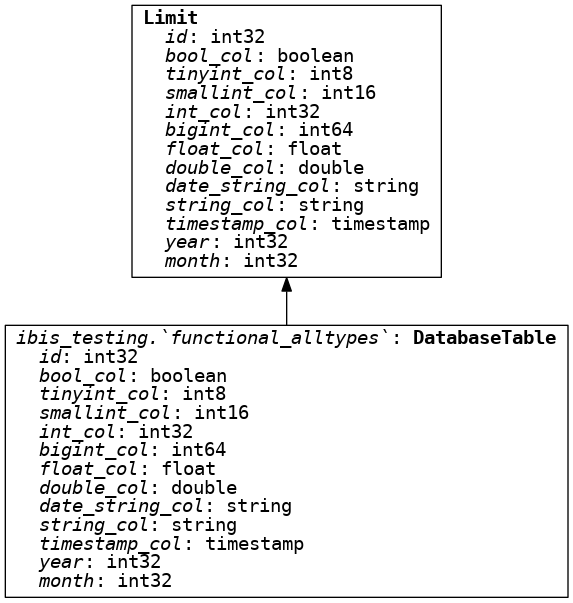 Limit
id: int32
bool_col: boolean
tinyint_col: int8
smallint_col: int16
int_col: int32
bigint_col: int64
float_col: float
double_col: double
date_string_col: string
string_col: string
timestamp_col: timestamp
year: int32
month: int32
ibis_testing.`functional_alltypes`: DatabaseTable
id: int32
bool_col: boolean
tinyint_col: int8
smallint_col: int16
int_col: int32
bigint_col: int64
float_col: float
double_col: double
date_string_col: string
string_col: string
timestamp_col: timestamp
year: int32
month: int32